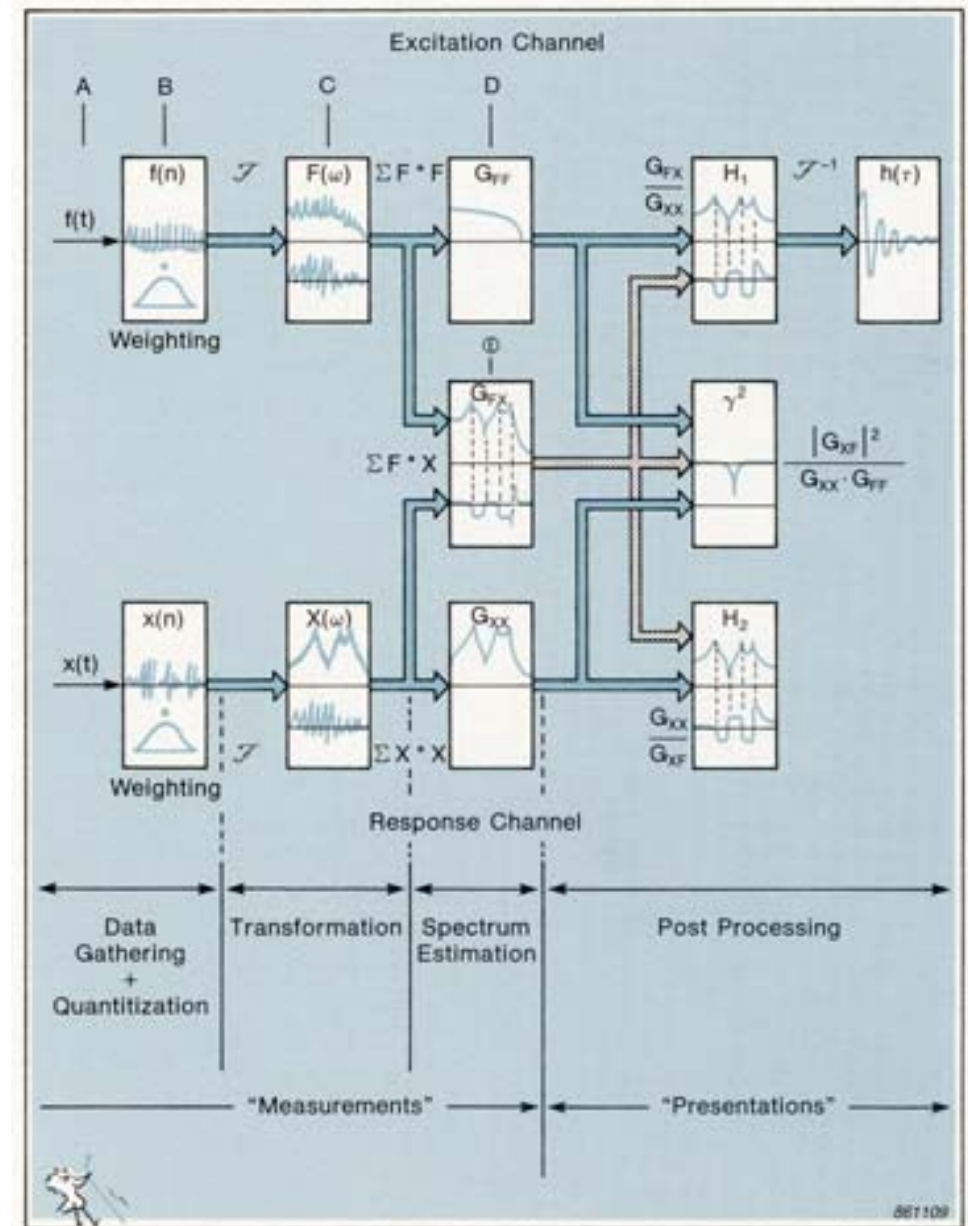 Excitation Channel
A B C D
f(n) 𝓕 F(ω) ΣF*F G_FF G_FX/G_XX H₁ 𝓕⁻¹ h(τ)
f(t)
*
Weighting
E
G_FX γ²
ΣF*X |G_XF|²/G_XX·G_FF
x(n) X(ω) G_XX H₂
x(t)
*
𝓕 ΣX*X G_XX/G_XF
Weighting
Response Channel
Data Transformation Spectrum Post Processing
Gathering Estimation
+
Quantitization
"Measurements" "Presentations"
861109